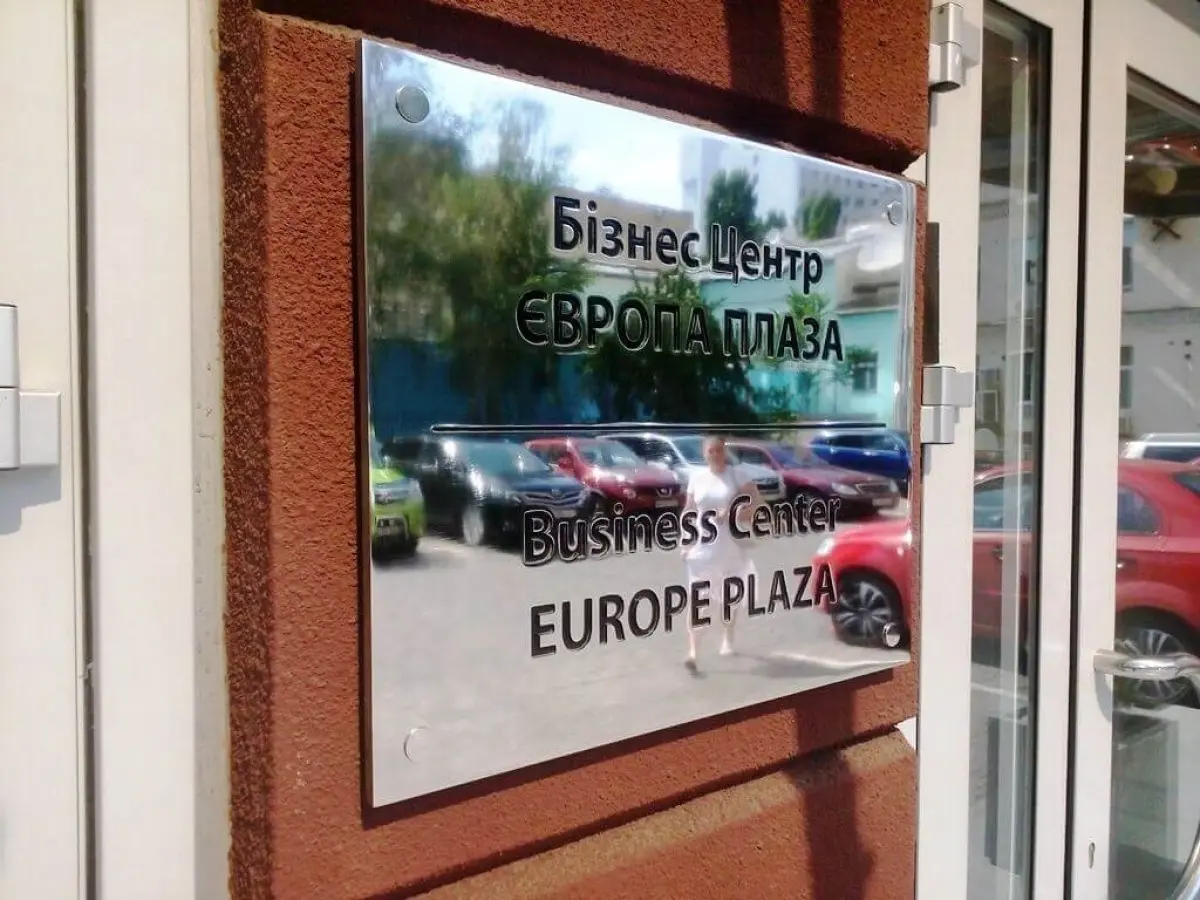 Бізнес Центр
ЄВРОПА ПЛАЗА
Business Center
EUROPE PLAZA